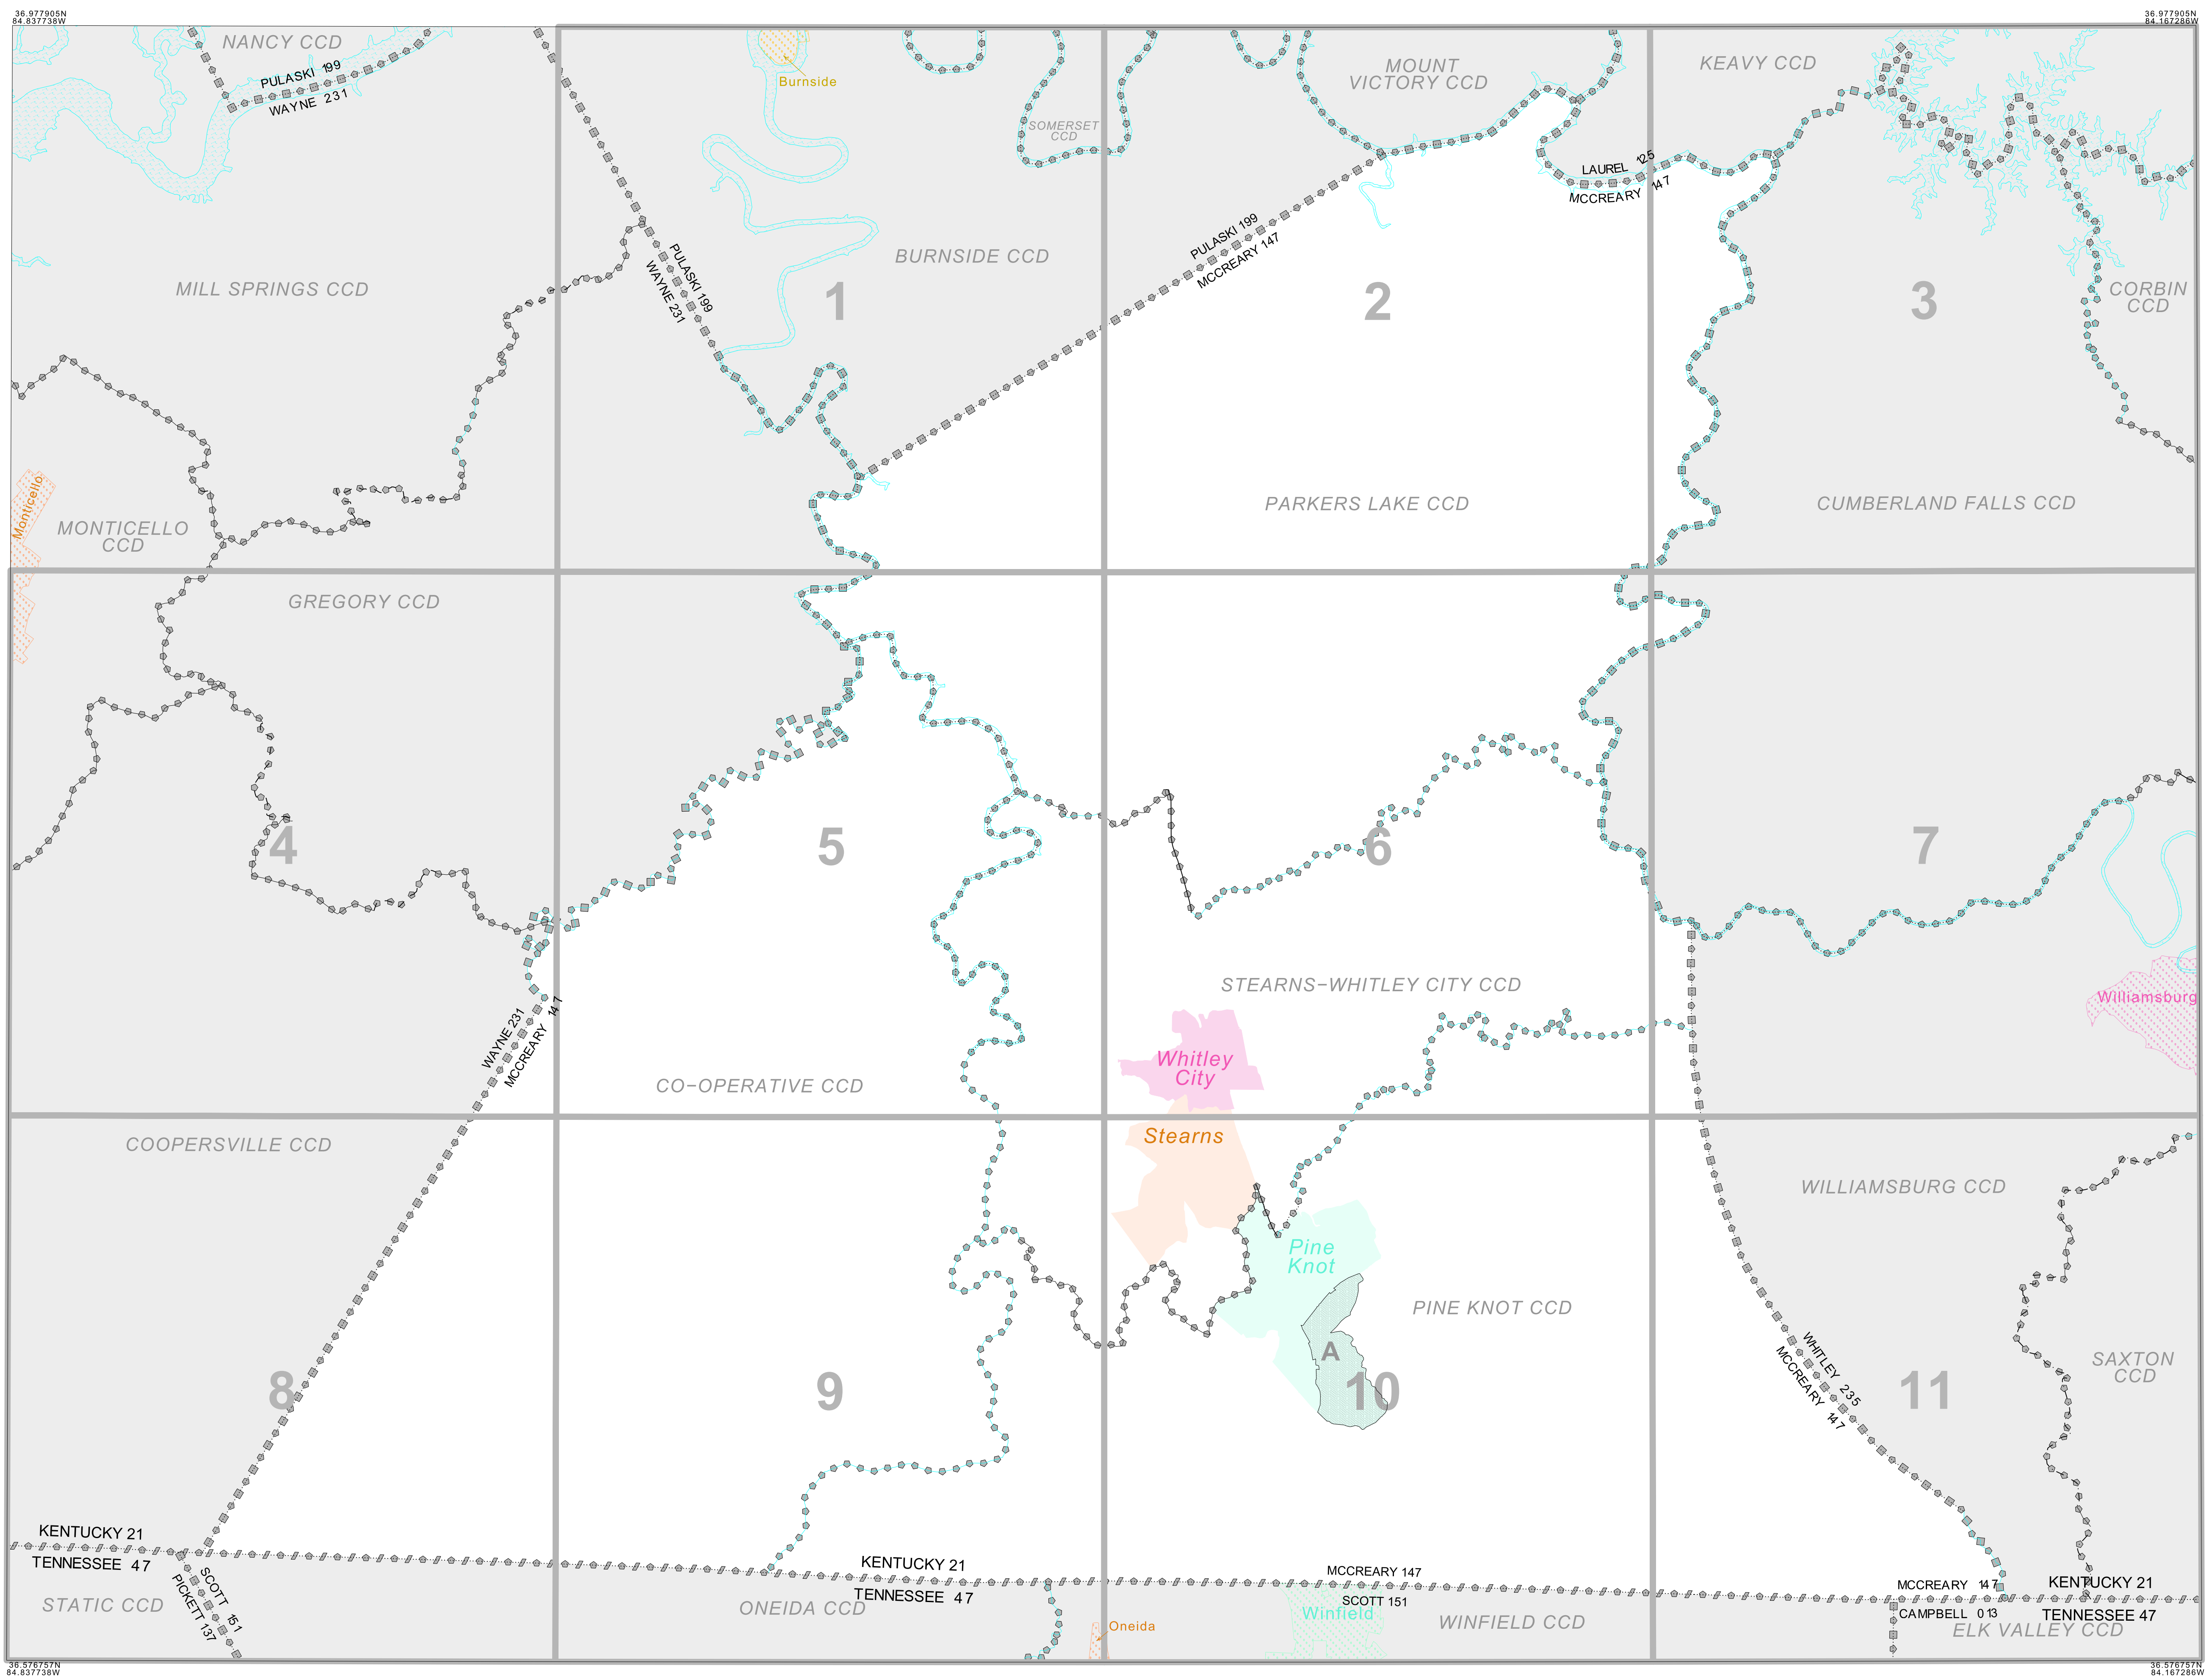 36.977905N
84.837738W
36.977905N
84.167286W
NANCY CCD
PULASKI 199
WAYNE 231
Burnside
SOMERSET
CCD
MOUNT
VICTORY CCD
KEAVY CCD
LAUREL 125
MCCREARY 147
PULASKI 199
MCCREARY 147
PULASKI 199
WAYNE 231
BURNSIDE CCD
MILL SPRINGS CCD
CORBIN
CCD
1
2
3
Monticello
MONTICELLO
CCD
PARKERS LAKE CCD
CUMBERLAND FALLS CCD
GREGORY CCD
4
5
6
7
STEARNS-WHITLEY CITY CCD
Williamsburg
WAYNE 231
MCCREARY 147
Whitley
City
CO-OPERATIVE CCD
COOPERSVILLE CCD
Stearns
WILLIAMSBURG CCD
Pine
Knot
PINE KNOT CCD
A
WHITLEY 235
MCCREARY 147
SAXTON
CCD
8
9
10
11
KENTUCKY 21
TENNESSEE 47
SCOTT 151
PICKETT 137
STATIC CCD
KENTUCKY 21
TENNESSEE 47
ONEIDA CCD
Oneida
MCCREARY 147
SCOTT 151
Winfield
WINFIELD CCD
MCCREARY 147
CAMPBELL 013
KENTUCKY 21
TENNESSEE 47
ELK VALLEY CCD
36.576757N
84.837738W
36.576757N
84.167286W